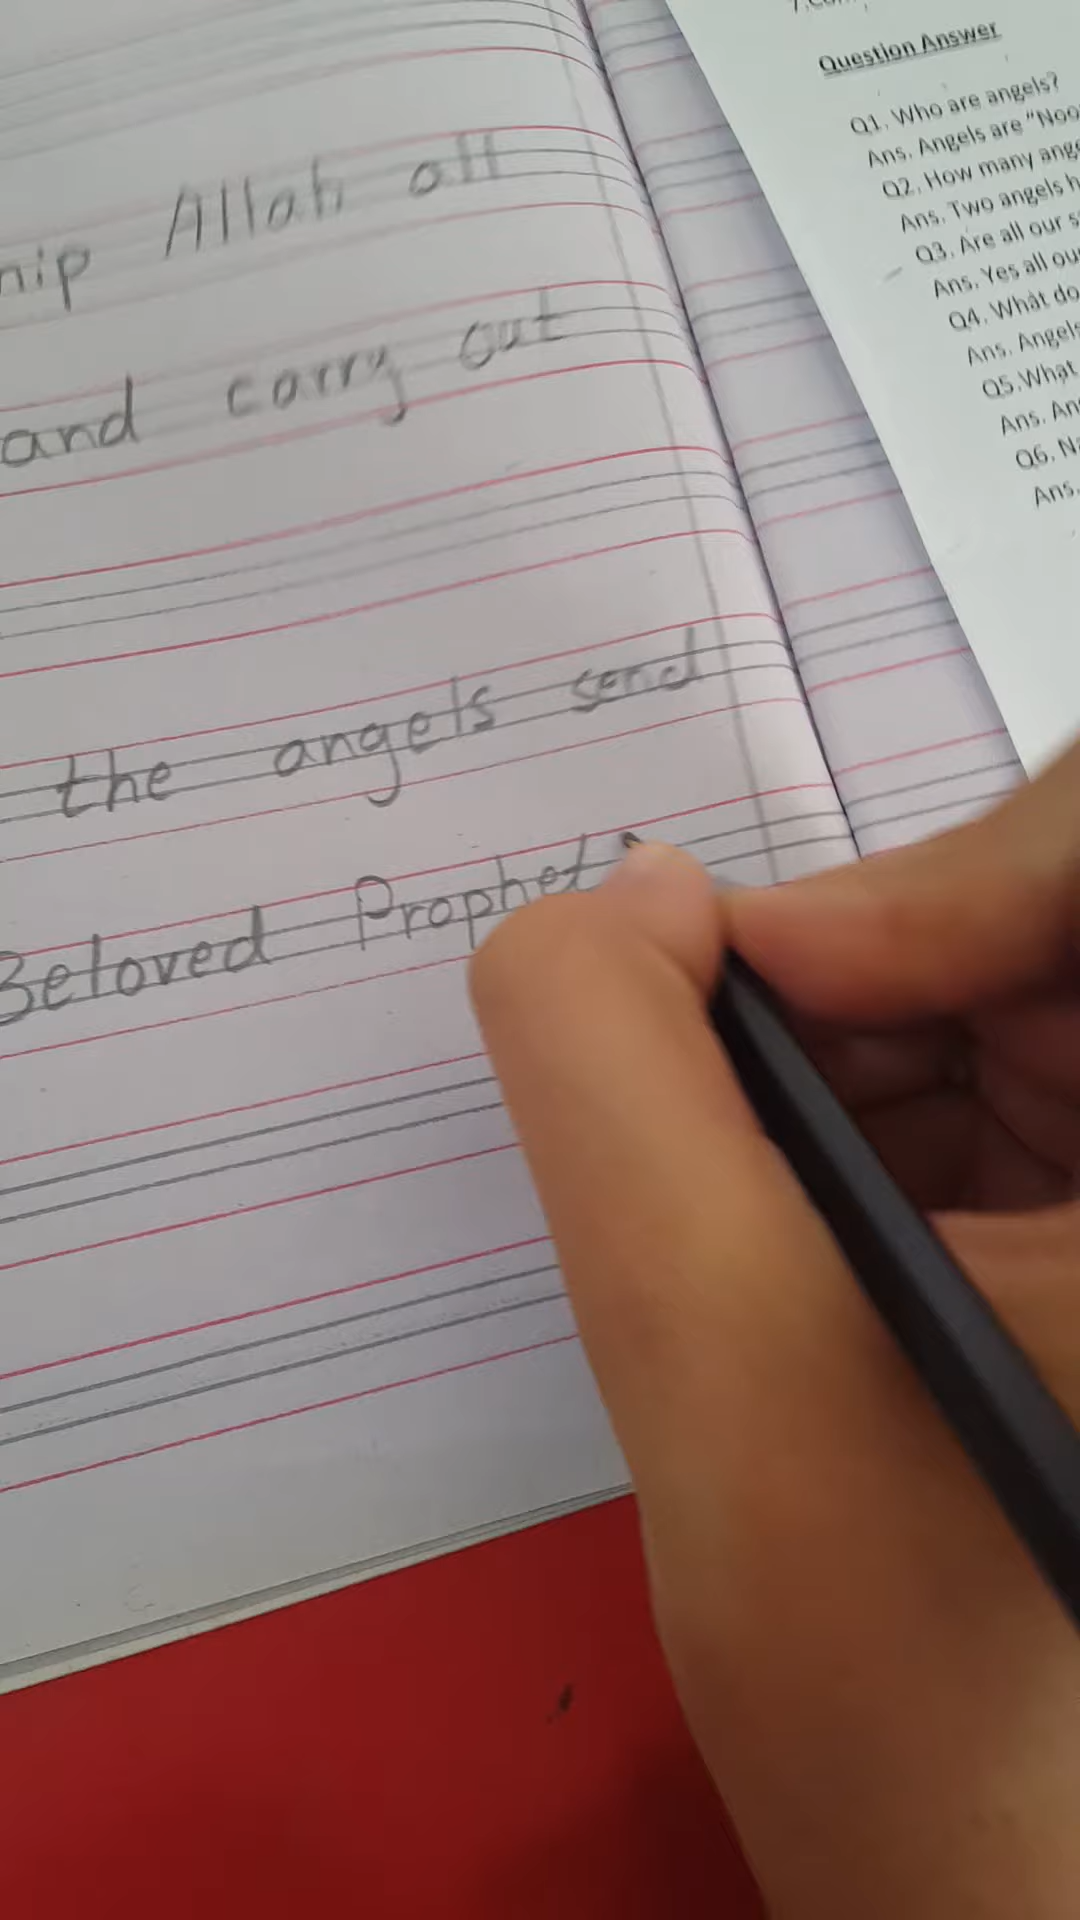 Allah all
and carry out
the angels send
Beloved Prophet
Question Answer
Q1. Who are angels?
Ans. Angels are "Noo
Q2. How many ang
Ans. Two angels h
Q3. Are all our s
Ans. Yes all ou
Q4. What do
Ans. Angels
Q5.What
Ans. An
Q6. Na
Ans.